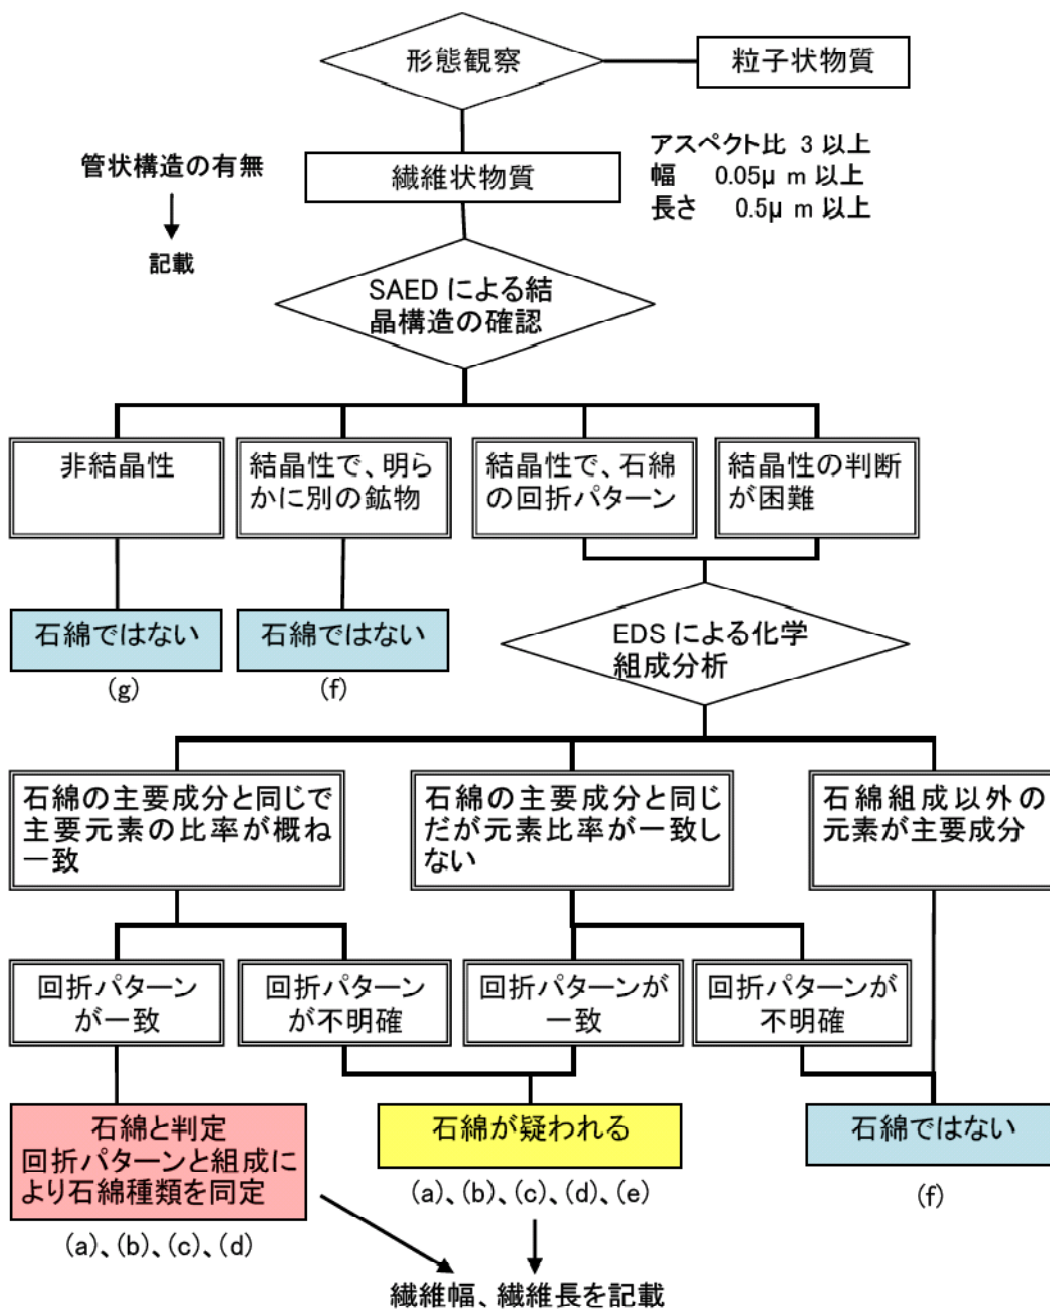 形態観察
粒子状物質
アスペクト比 3 以上
幅 0.05μm 以上
長さ 0.5μm 以上
管状構造の有無
繊維状物質
記載
SAED による結
晶構造の確認
非結晶性
結晶性で、明ら
かに別の鉱物
結晶性で、石綿
の回折パターン
結晶性の判断
が困難
石綿ではない
(g)
石綿ではない
(f)
EDS による化学
組成分析
石綿の主要成分と同じで
主要元素の比率が概ね
一致
石綿の主要成分と同じ
だが元素比率が一致し
ない
石綿組成以外の
元素が主要成分
回折パターン
が一致
回折パターン
が不明確
回折パターンが
一致
回折パターンが
不明確
石綿と判定
回折パターンと組成に
より石綿種類を同定
(a)、(b)、(c)、(d)
石綿が疑われる
(a)、(b)、(c)、(d)、(e)
石綿ではない
(f)
繊維幅、繊維長を記載